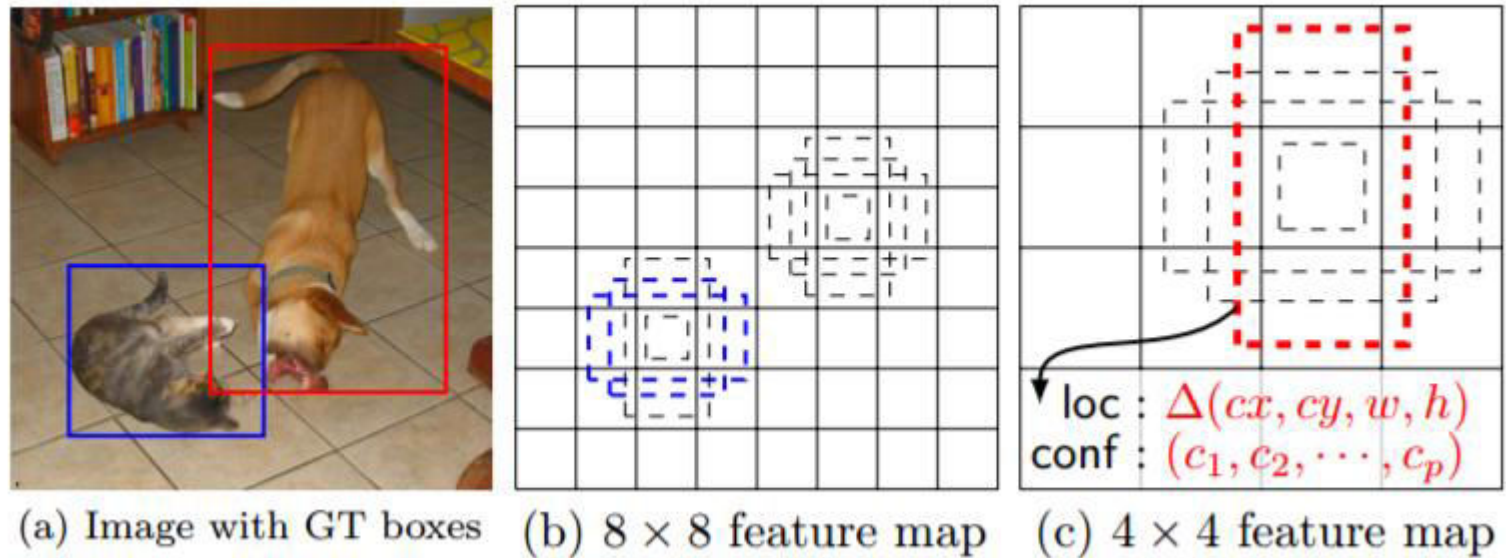 loc : Δ(cx, cy, w, h)
conf : (c₁, c₂, ⋯, cₚ)
(a) Image with GT boxes
(b) 8 × 8 feature map
(c) 4 × 4 feature map